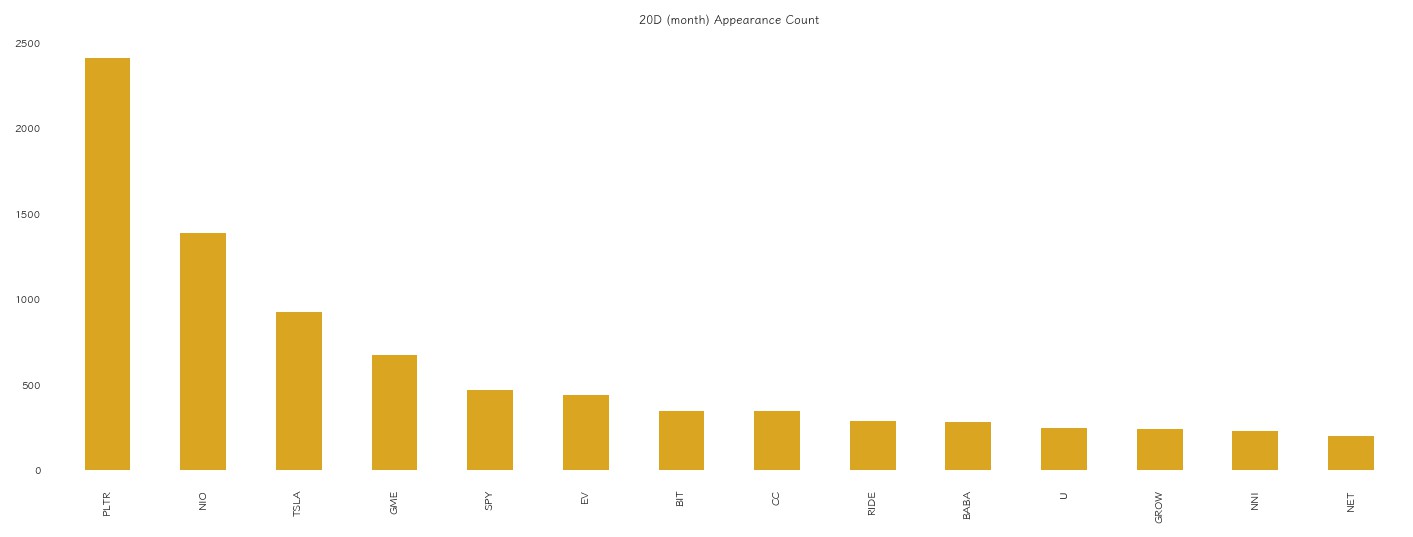 20D (month) Appearance Count
2500
2000
1500
1000
500
0
PLTR
NIO
TSLA
GME
SPY
EV
BIT
CC
RIDE
BABA
U
GROW
NNI
NET